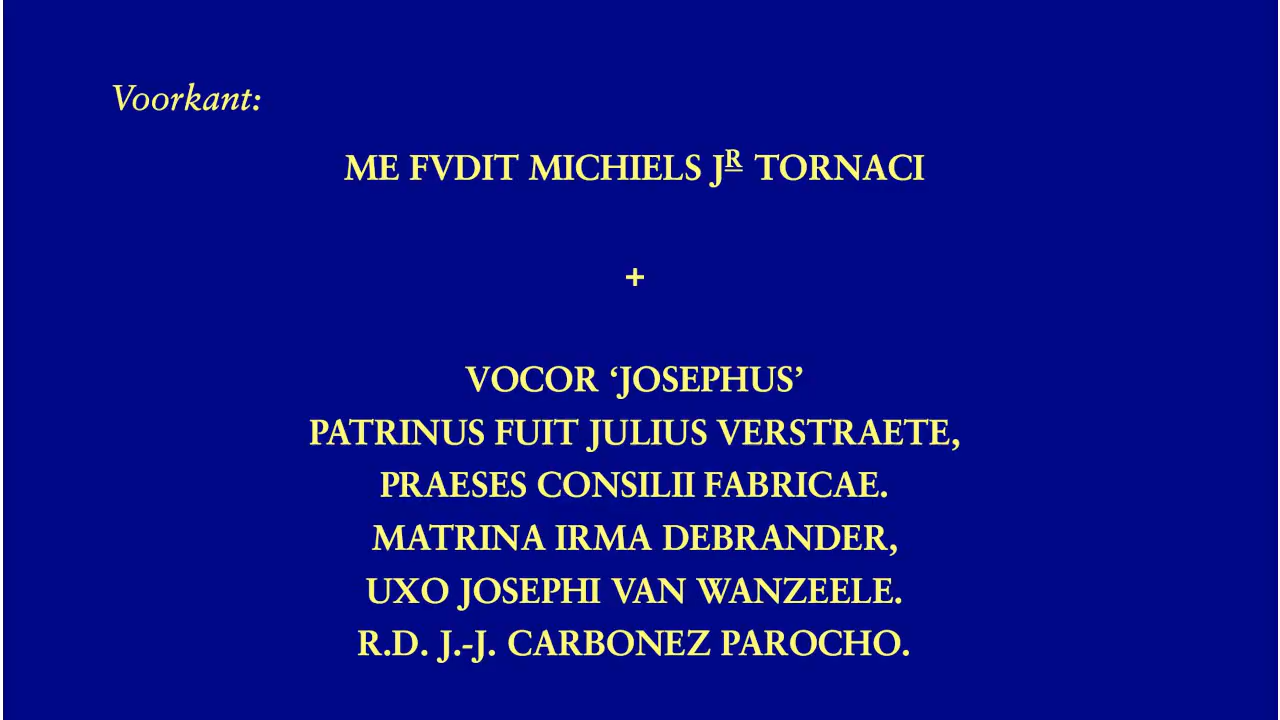 Voorkant:
ME FVDIT MICHIELS Jᴿ TORNACI
+
VOCOR ‘JOSEPHUS’
PATRINUS FUIT JULIUS VERSTRAETE,
PRAESES CONSILII FABRICAE.
MATRINA IRMA DEBRANDER,
UXO JOSEPHI VAN WANZEELE.
R.D. J.-J. CARBONEZ PAROCHO.